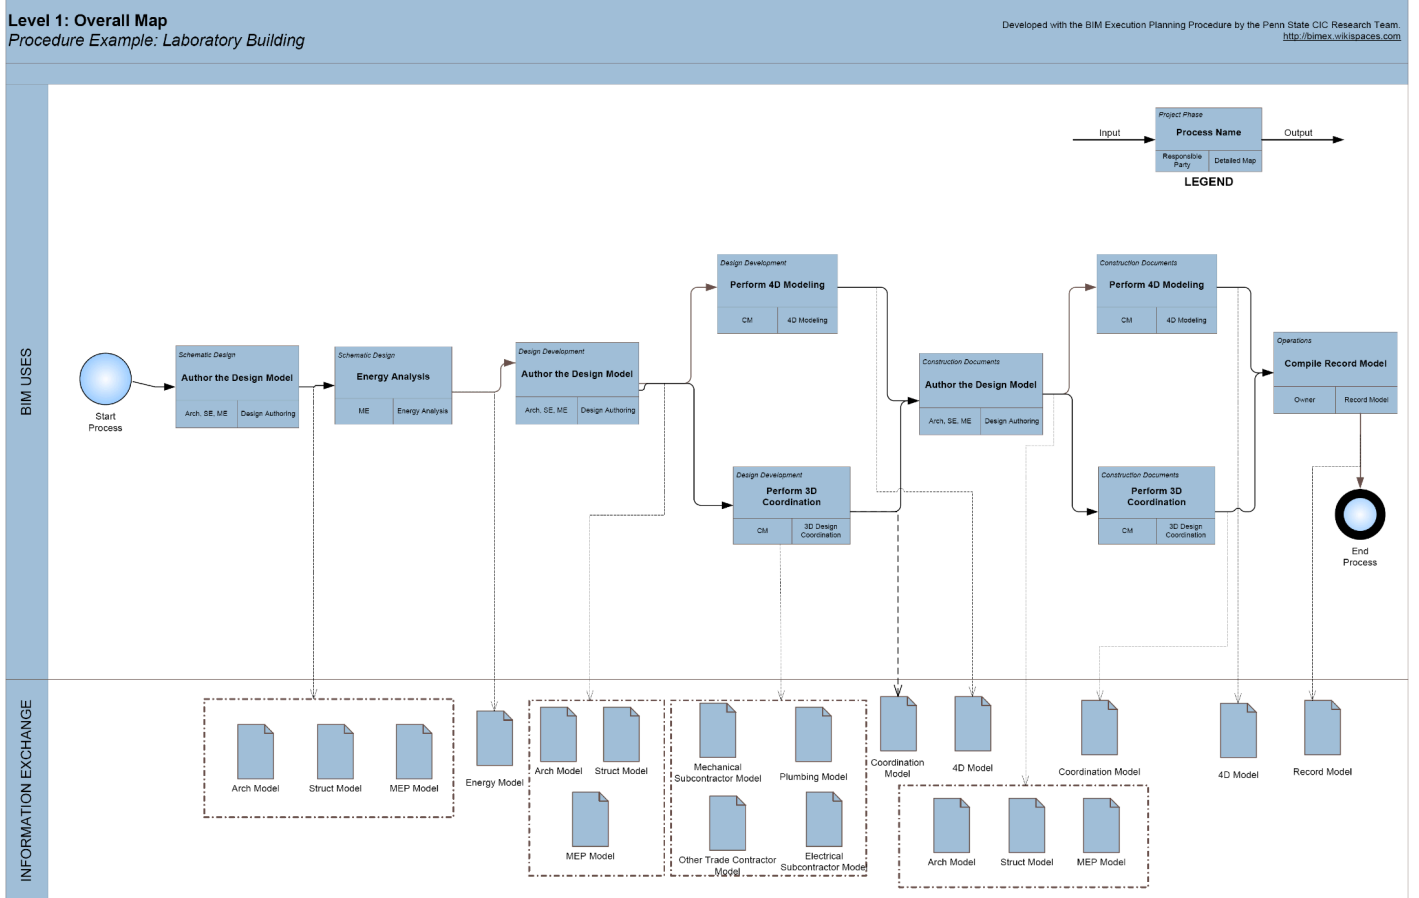 Level 1: Overall Map
Procedure Example: Laboratory Building
Developed with the BIM Execution Planning Procedure by the Penn State CIC Research Team.
http://bimex.wikispaces.com
BIM USES
Project Phase
Input
Process Name
Output
Responsible
Party
Detailed Map
LEGEND
Start
Process
Schematic Design
Author the Design Model
Arch, SE, ME
Design Authoring
Schematic Design
Energy Analysis
ME
Energy Analysis
Design Development
Author the Design Model
Arch, SE, ME
Design Authoring
Design Development
Perform 4D Modeling
CM
4D Modeling
Design Development
Perform 3D
Coordination
CM
3D Design
Coordination
Construction Documents
Author the Design Model
Arch, SE, ME
Design Authoring
Construction Documents
Perform 4D Modeling
CM
4D Modeling
Construction Documents
Perform 3D
Coordination
CM
3D Design
Coordination
Operations
Compile Record Model
Owner
Record Model
End
Process
INFORMATION EXCHANGE
Arch Model
Struct Model
MEP Model
Energy Model
Arch Model
Struct Model
MEP Model
Mechanical
Subcontractor Model
Plumbing Model
Other Trade Contractor
Model
Electrical
Subcontractor Model
Coordination
Model
4D Model
Arch Model
Struct Model
MEP Model
Coordination Model
4D Model
Record Model